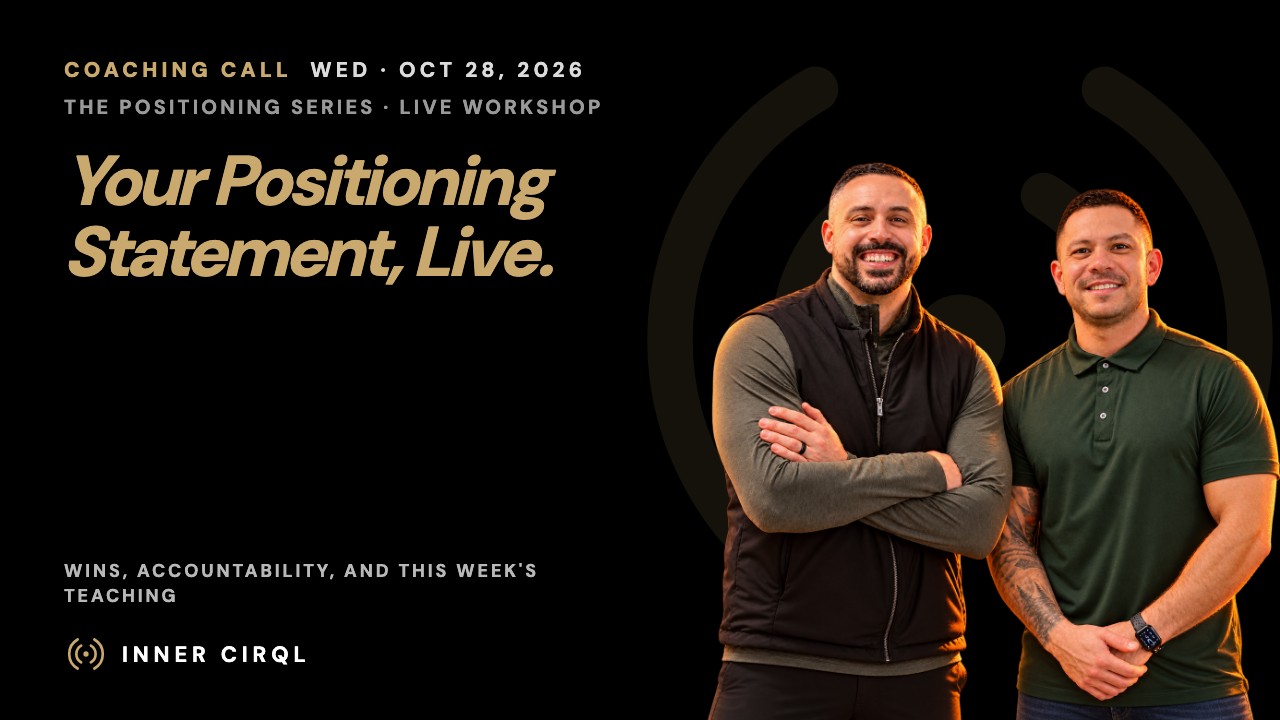 COACHING CALL WED · OCT 28, 2026
THE POSITIONING SERIES · LIVE WORKSHOP
Your Positioning
Statement, Live.
WINS, ACCOUNTABILITY, AND THIS WEEK'S
TEACHING
INNER CIRQL